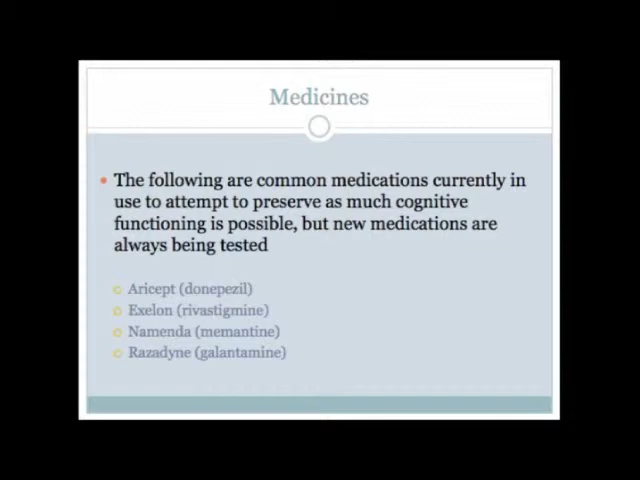 Medicines
The following are common medications currently in
use to attempt to preserve as much cognitive
functioning is possible, but new medications are
always being tested
Aricept (donepezil)
Exelon (rivastigmine)
Namenda (memantine)
Razadyne (galantamine)